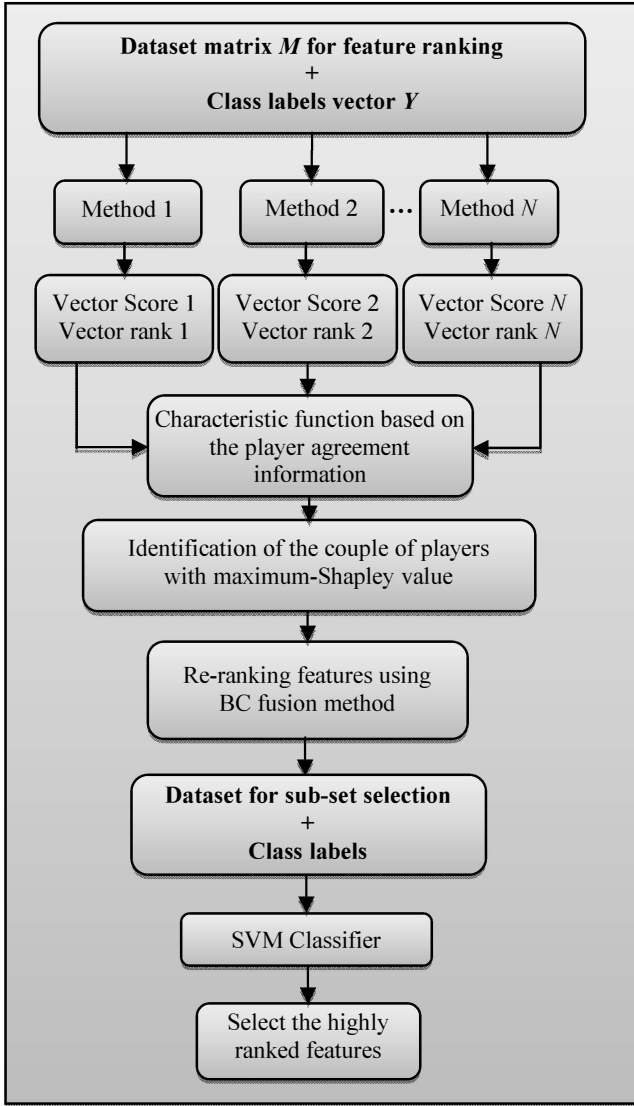 Dataset matrix M for feature ranking
+
Class labels vector Y
Method 1
Method 2
...
Method N
Vector Score 1
Vector rank 1
Vector Score 2
Vector rank 2
Vector Score N
Vector rank N
Characteristic function based on
the player agreement
information
Identification of the couple of players
with maximum-Shapley value
Re-ranking features using
BC fusion method
Dataset for sub-set selection
+
Class labels
SVM Classifier
Select the highly
ranked features